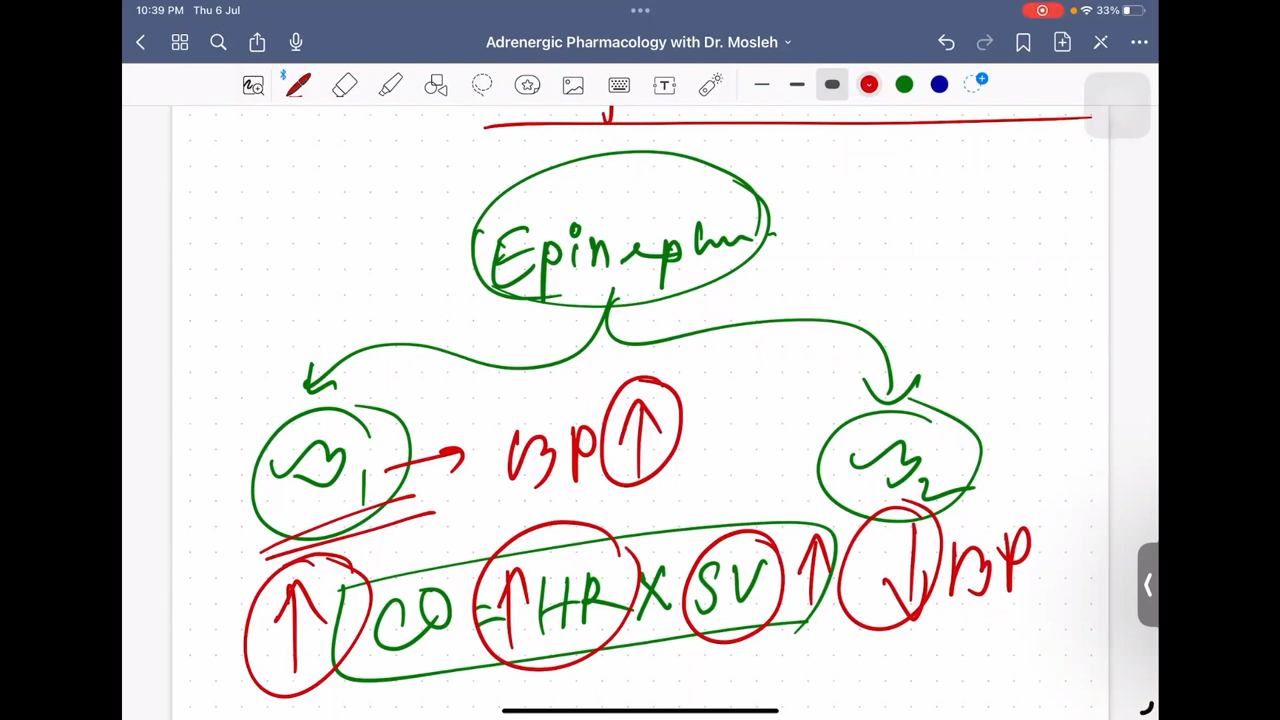 10:39 PM Thu 6 Jul
33%
Adrenergic Pharmacology with Dr. Mosleh
T
Epineph
β1 → BP ↑
β2
↑ CO = ↑ HR X SV ↑
↓ BP